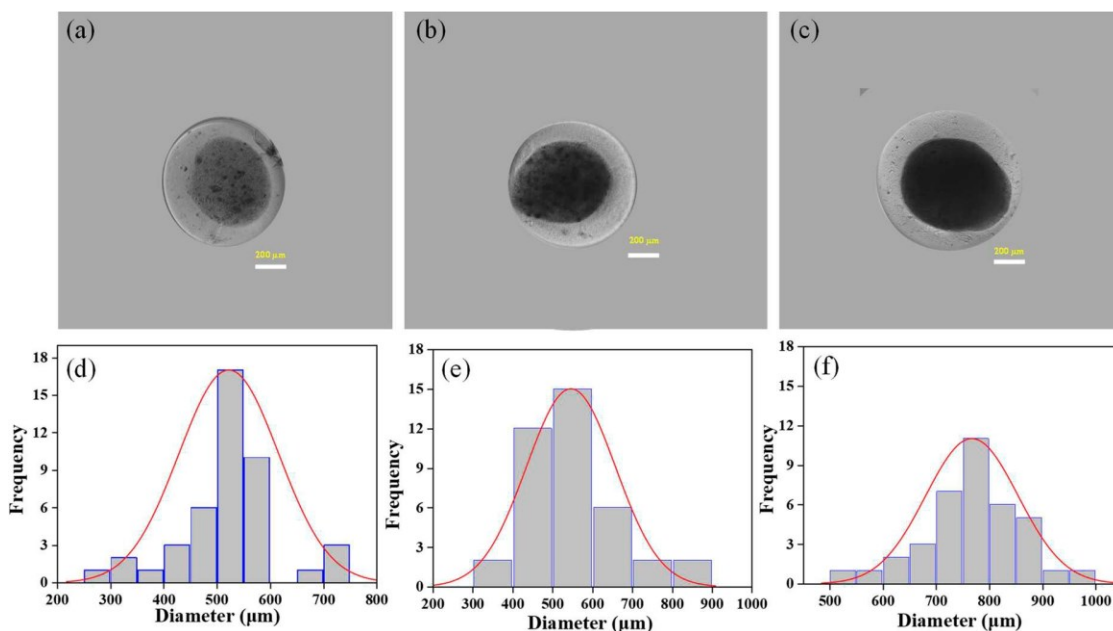 (a)
(b)
(c)
200 µm
200 µm
200 µm
(d)
(e)
(f)
18
15
12
9
6
3
0
Frequency
200 300 400 500 600 700 800
Diameter (µm)
18
15
12
9
6
3
0
Frequency
200 300 400 500 600 700 800 900 1000
Diameter (µm)
18
15
12
9
6
3
0
Frequency
500 600 700 800 900 1000
Diameter (µm)